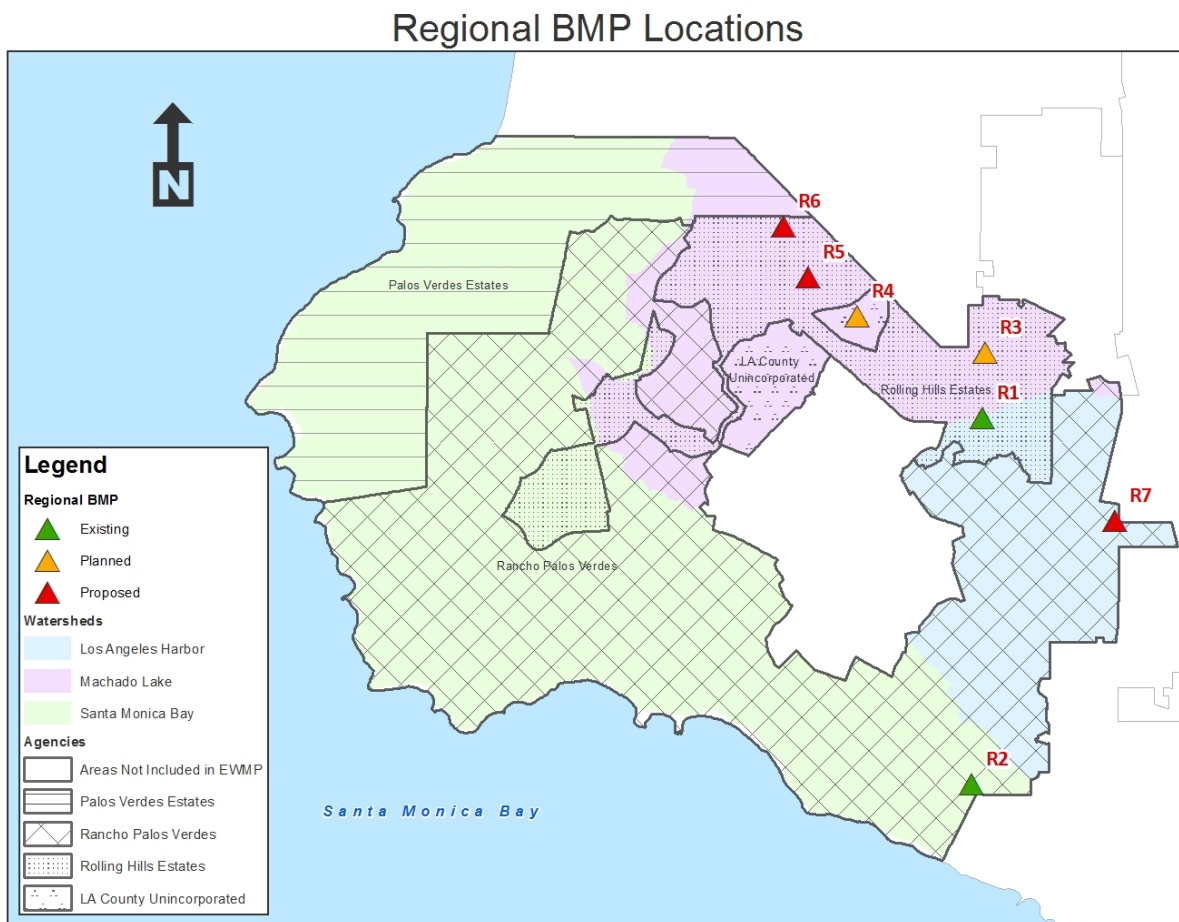 Regional BMP Locations
N
R6
R5
Palos Verdes Estates
R4
R3
LA County
Unincorporated
Rolling Hills Estates
R1
R7
Rancho Palos Verdes
R2
Santa Monica Bay
Legend
Regional BMP
Existing
Planned
Proposed
Watersheds
Los Angeles Harbor
Machado Lake
Santa Monica Bay
Agencies
Areas Not Included in EWMP
Palos Verdes Estates
Rancho Palos Verdes
Rolling Hills Estates
LA County Unincorporated